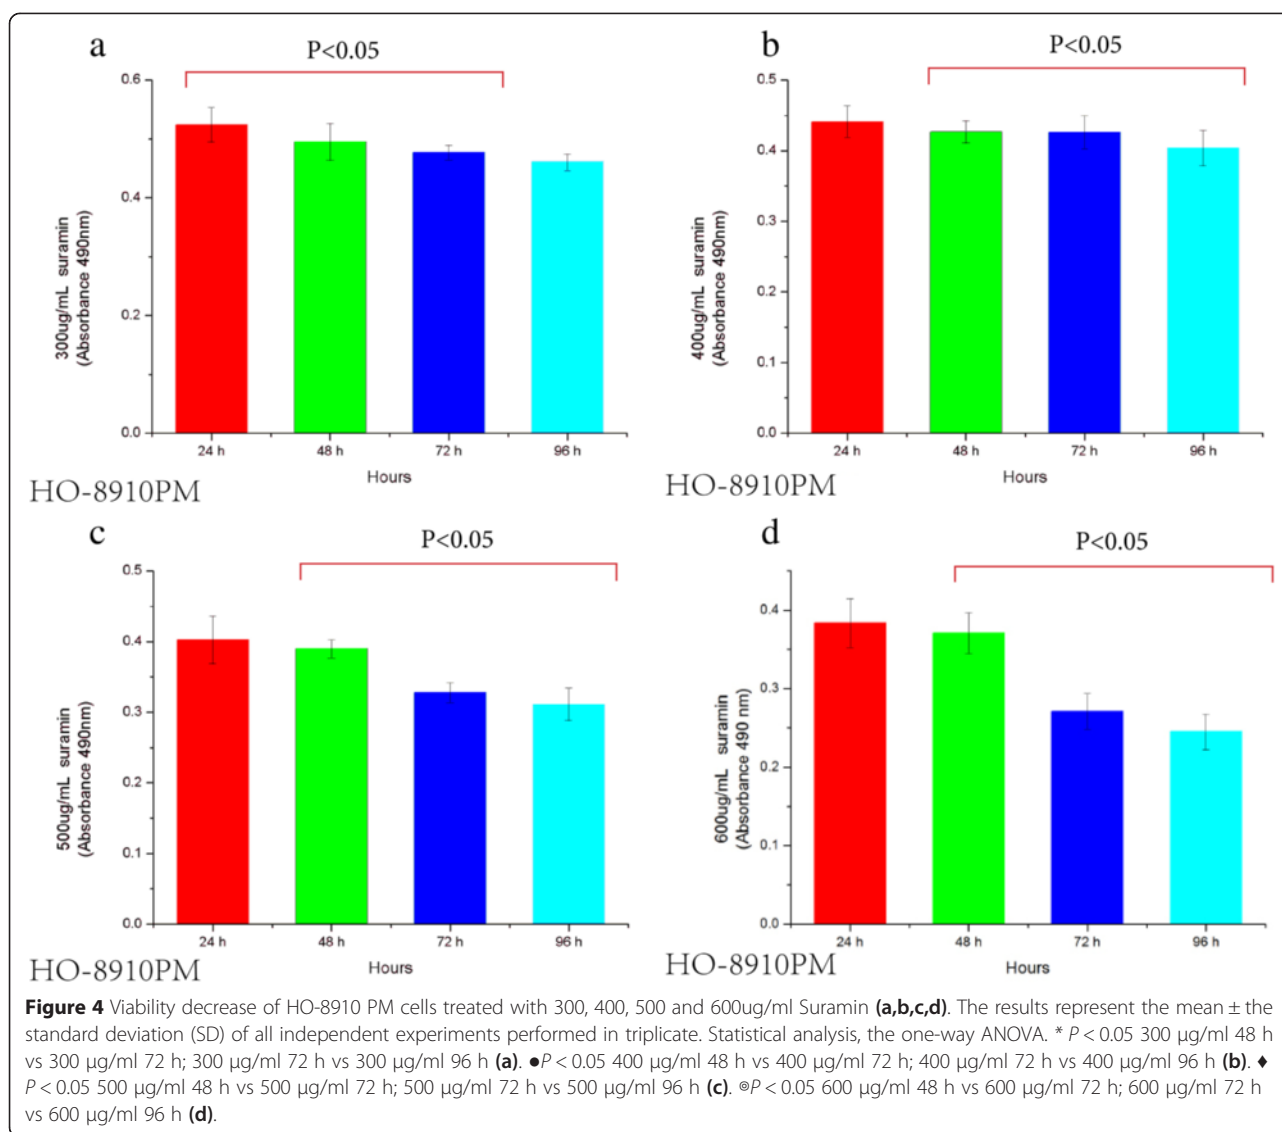 a
P<0.05
0.6
0.4
0.2
0.0
300ug/mL suramin
(Absorbance 490nm)
24 h
48 h
72 h
96 h
Hours
HO-8910PM
b
P<0.05
0.5
0.4
0.3
0.2
0.1
0.0
400ug/mL suramin
(Absorbance 490nm)
24 h
48 h
72 h
96 h
Hours
HO-8910PM
c
P<0.05
0.5
0.4
0.3
0.2
0.1
0.0
500ug/mL suramin
(Absorbance 490nm)
24 h
48 h
72 h
96 h
Hours
HO-8910PM
d
P<0.05
0.4
0.3
0.2
0.1
0.0
600ug/mL suramin
(Absorbance 490 nm)
24 h
48 h
72 h
96 h
Hours
HO-8910PM
Figure 4 Viability decrease of HO-8910 PM cells treated with 300, 400, 500 and 600ug/ml Suramin (a,b,c,d). The results represent the mean ± the
standard deviation (SD) of all independent experiments performed in triplicate. Statistical analysis, the one-way ANOVA. * P < 0.05 300 μg/ml 48 h
vs 300 μg/ml 72 h; 300 μg/ml 72 h vs 300 μg/ml 96 h (a). ●P < 0.05 400 μg/ml 48 h vs 400 μg/ml 72 h; 400 μg/ml 72 h vs 400 μg/ml 96 h (b). ♦
P < 0.05 500 μg/ml 48 h vs 500 μg/ml 72 h; 500 μg/ml 72 h vs 500 μg/ml 96 h (c). ⊚P < 0.05 600 μg/ml 48 h vs 600 μg/ml 72 h; 600 μg/ml 72 h
vs 600 μg/ml 96 h (d).